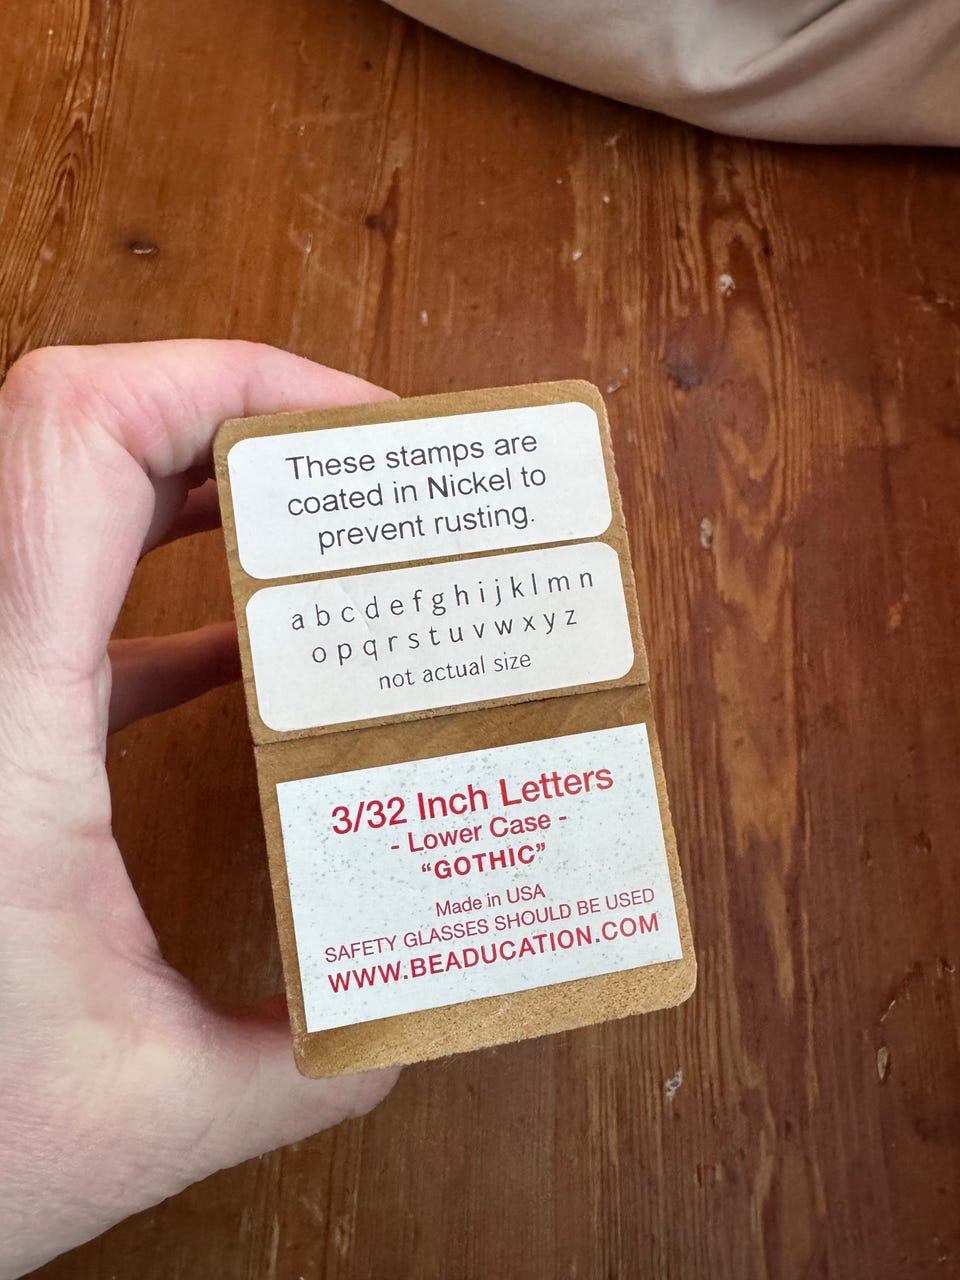 These stamps are
coated in Nickel to
prevent rusting.
a b c d e f g h i j k l m n
o p q r s t u v w x y z
not actual size
3/32 Inch Letters
- Lower Case -
“GOTHIC”
Made in USA
SAFETY GLASSES SHOULD BE USED
WWW.BEADUCATION.COM